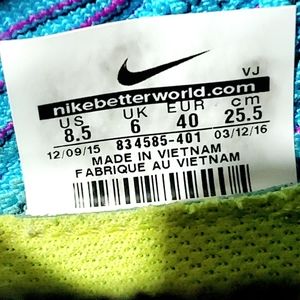 VJ
nikebetterworld.com
US UK EUR cm
8.5 6 40 25.5
12/09/15 834585-401 03/12/16
MADE IN VIETNAM
FABRIQUE AU VIETNAM